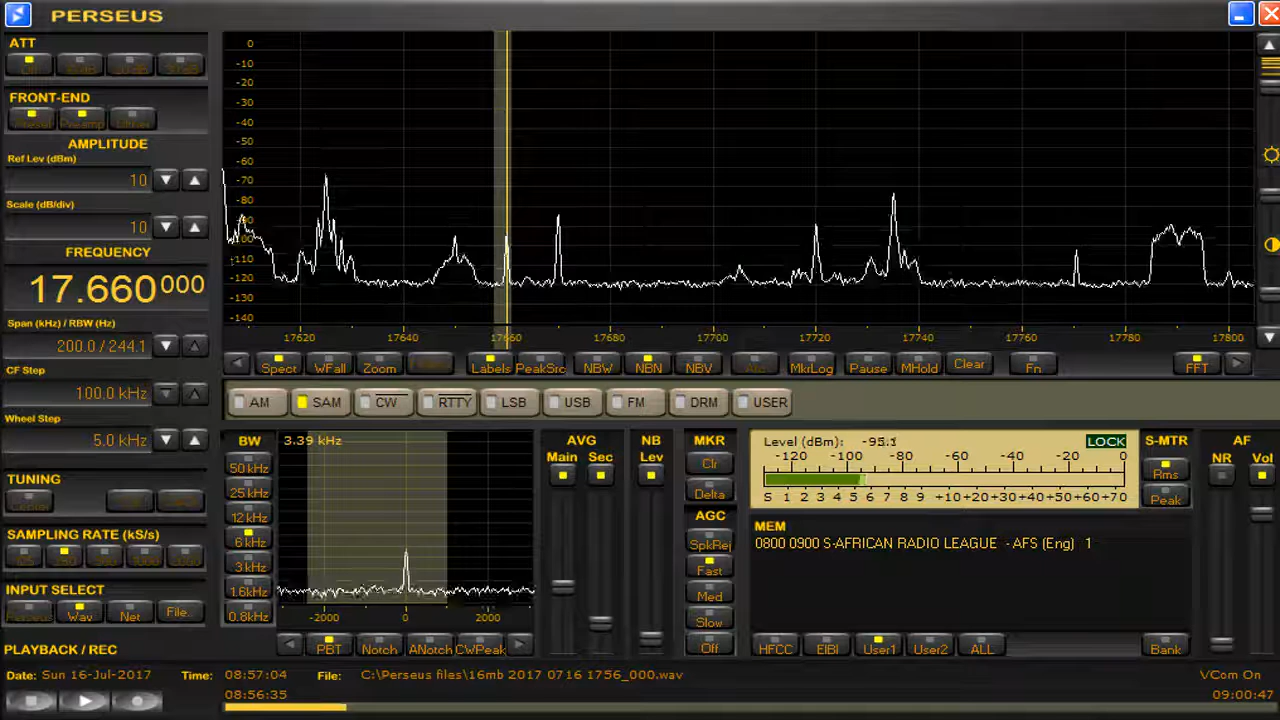 PERSEUS
ATT
FRONT-END
Presel Preamp Dither
AMPLITUDE
Ref Lev (dBm)
10
Scale (dB/div)
10
FREQUENCY
17.660000
Span (kHz) / RBW (Hz)
200.0 / 244.1
CF Step
100.0 kHz
Wheel Step
5.0 kHz
TUNING
Center
SAMPLING RATE (kS/s)
INPUT SELECT
Perseus Wav Net File..
PLAYBACK / REC
0
-10
-20
-30
-40
-50
-60
-70
-80
-90
-100
-110
-120
-130
-140
17620 17640 17660 17680 17700 17720 17740 17760 17780 17800
Spect WFall Zoom Labels PeakSrc NBW NBN NBV MkrLog Pause MHold Clear Fn FFT
AM SAM CW RTTY LSB USB FM DRM USER
BW
50 kHz
25 kHz
12 kHz
6 kHz
3 kHz
1.6kHz
0.8kHz
3.39 kHz
-2000 0 2000
PBT Notch ANotch CWPeak
AVG
Main Sec
NB
Lev
MKR
Clr
Delta
AGC
SpkRej
Fast
Med
Slow
Off
Level (dBm): -95.1 LOCK
-120 -100 -80 -60 -40 -20 0
S 1 2 3 4 5 6 7 8 9 +10 +20 +30 +40 +50 +60 +70
S-MTR
Rms
Peak
AF
NR Vol
MEM
0800 0900 S-AFRICAN RADIO LEAGUE - AFS (Eng) 1
HFCC EIBI User1 User2 ALL Bank
Date: Sun 16-Jul-2017 Time: 08:57:04 File: C:\Perseus files\16mb 2017 0716 1756_000.wav VCom On
08:56:35 09:00:47